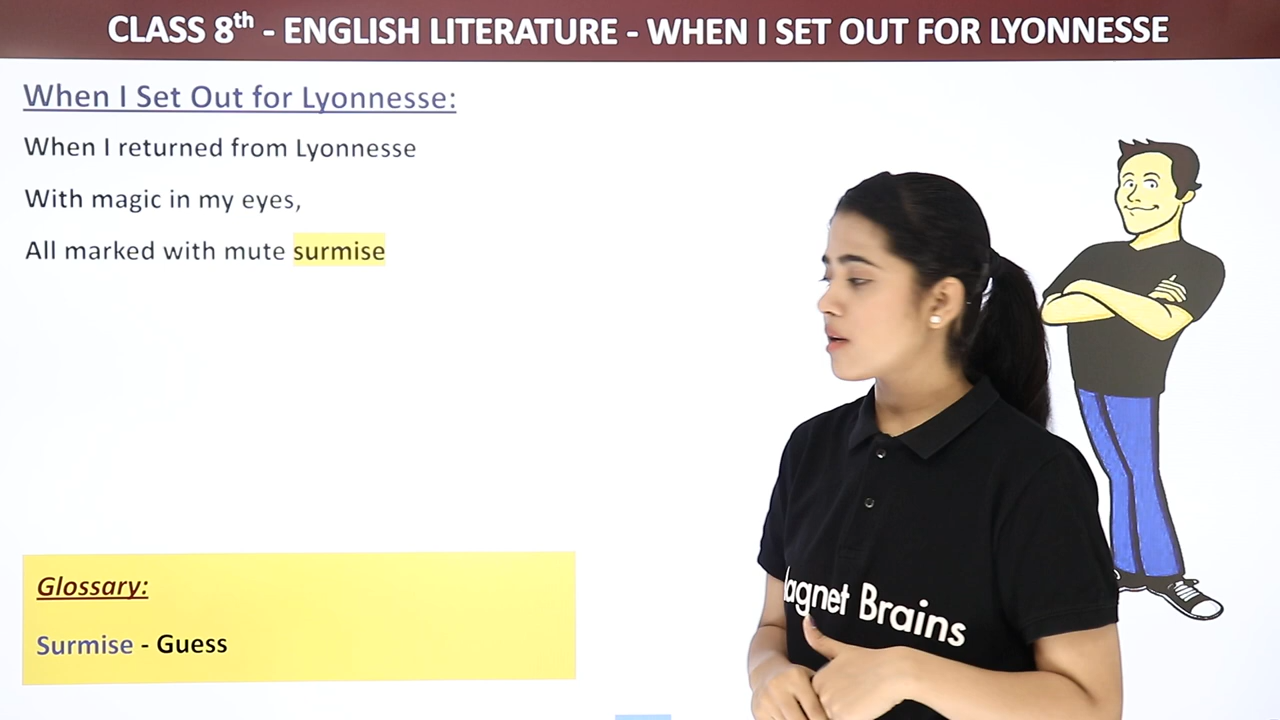 CLASS 8th - ENGLISH LITERATURE - WHEN I SET OUT FOR LYONNESSE
When I Set Out for Lyonnesse:
When I returned from Lyonnesse
With magic in my eyes,
All marked with mute surmise
Glossary:
Surmise - Guess
agnet Brains